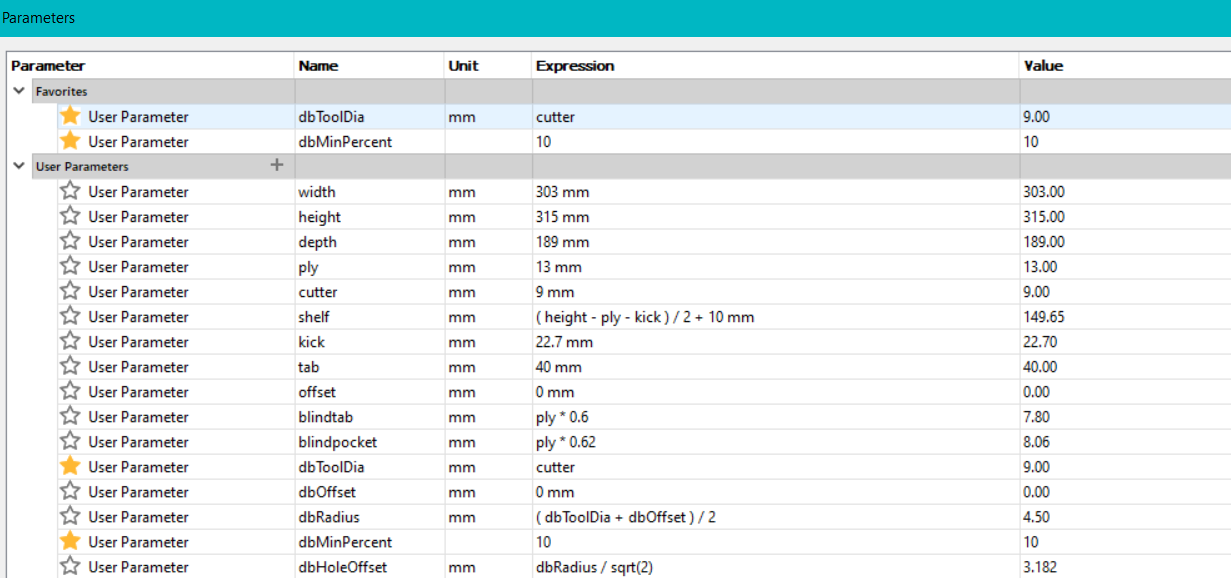 Parameters
Parameter Name Unit Expression Value
Favorites
User Parameter dbToolDia mm cutter 9.00
User Parameter dbMinPercent 10 10
User Parameters +
User Parameter width mm 303 mm 303.00
User Parameter height mm 315 mm 315.00
User Parameter depth mm 189 mm 189.00
User Parameter ply mm 13 mm 13.00
User Parameter cutter mm 9 mm 9.00
User Parameter shelf mm ( height - ply - kick ) / 2 + 10 mm 149.65
User Parameter kick mm 22.7 mm 22.70
User Parameter tab mm 40 mm 40.00
User Parameter offset mm 0 mm 0.00
User Parameter blindtab mm ply * 0.6 7.80
User Parameter blindpocket mm ply * 0.62 8.06
User Parameter dbToolDia mm cutter 9.00
User Parameter dbOffset mm 0 mm 0.00
User Parameter dbRadius mm ( dbToolDia + dbOffset ) / 2 4.50
User Parameter dbMinPercent 10 10
User Parameter dbHoleOffset mm dbRadius / sqrt(2) 3.182